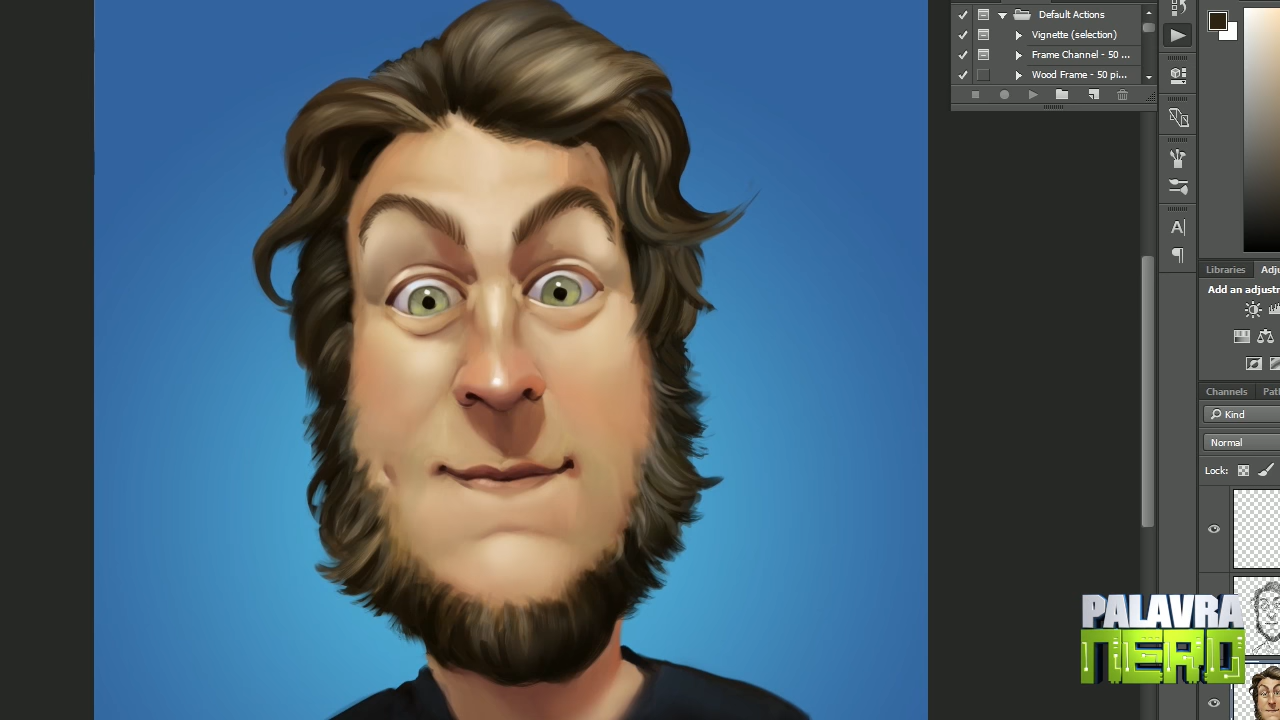 Default Actions
Vignette (selection)
Frame Channel - 50 ...
Wood Frame - 50 pi...
A
Libraries
Adju
Add an adjustm
Channels
Pat
Kind
Normal
Lock:
PALAVRA
NERD